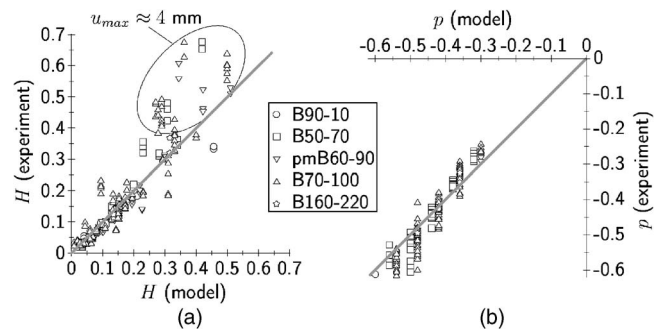 u_max ≈ 4 mm
H (experiment)
0.7
0.6
0.5
0.4
0.3
0.2
0.1
0
0 0.1 0.2 0.3 0.4 0.5 0.6 0.7
H (model)
(a)
B90-10
B50-70
pmB60-90
B70-100
B160-220
p (model)
-0.6 -0.5 -0.4 -0.3 -0.2 -0.1 0
0
-0.1
-0.2
-0.3
-0.4
-0.5
-0.6
p (experiment)
(b)